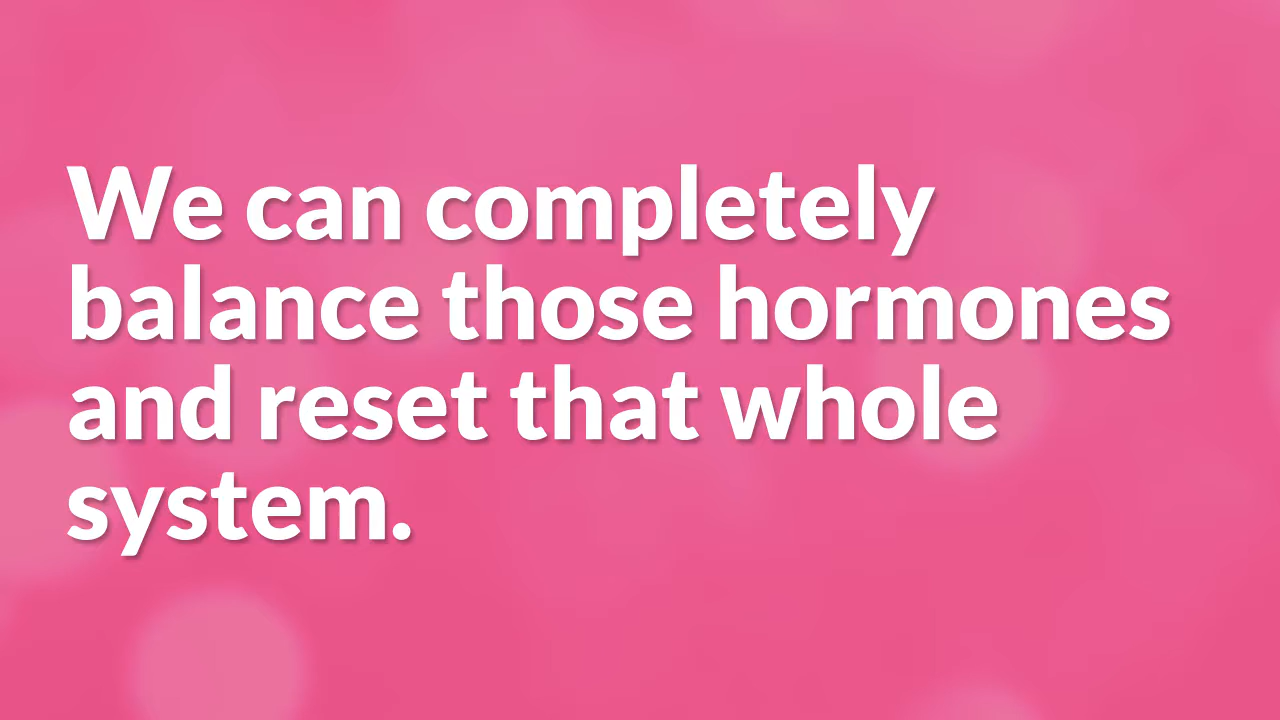 We can completely
balance those hormones
and reset that whole
system.